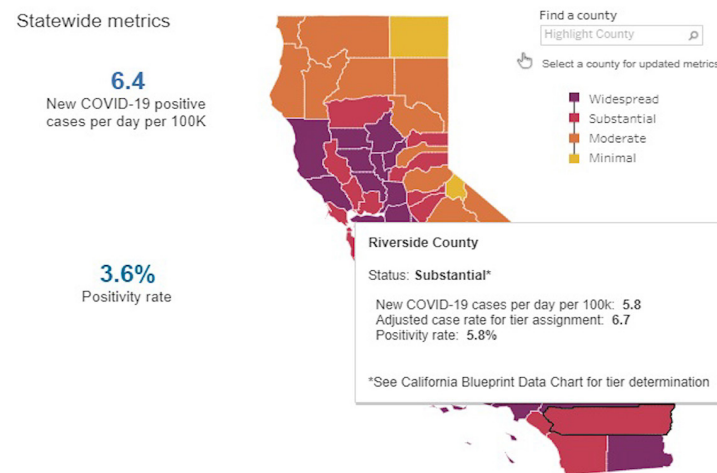 Statewide metrics
6.4
New COVID-19 positive
cases per day per 100K
3.6%
Positivity rate
Find a county
Highlight County
Select a county for updated metrics
Widespread
Substantial
Moderate
Minimal
Riverside County
Status: Substantial*
New COVID-19 cases per day per 100k: 5.8
Adjusted case rate for tier assignment: 6.7
Positivity rate: 5.8%
*See California Blueprint Data Chart for tier determination